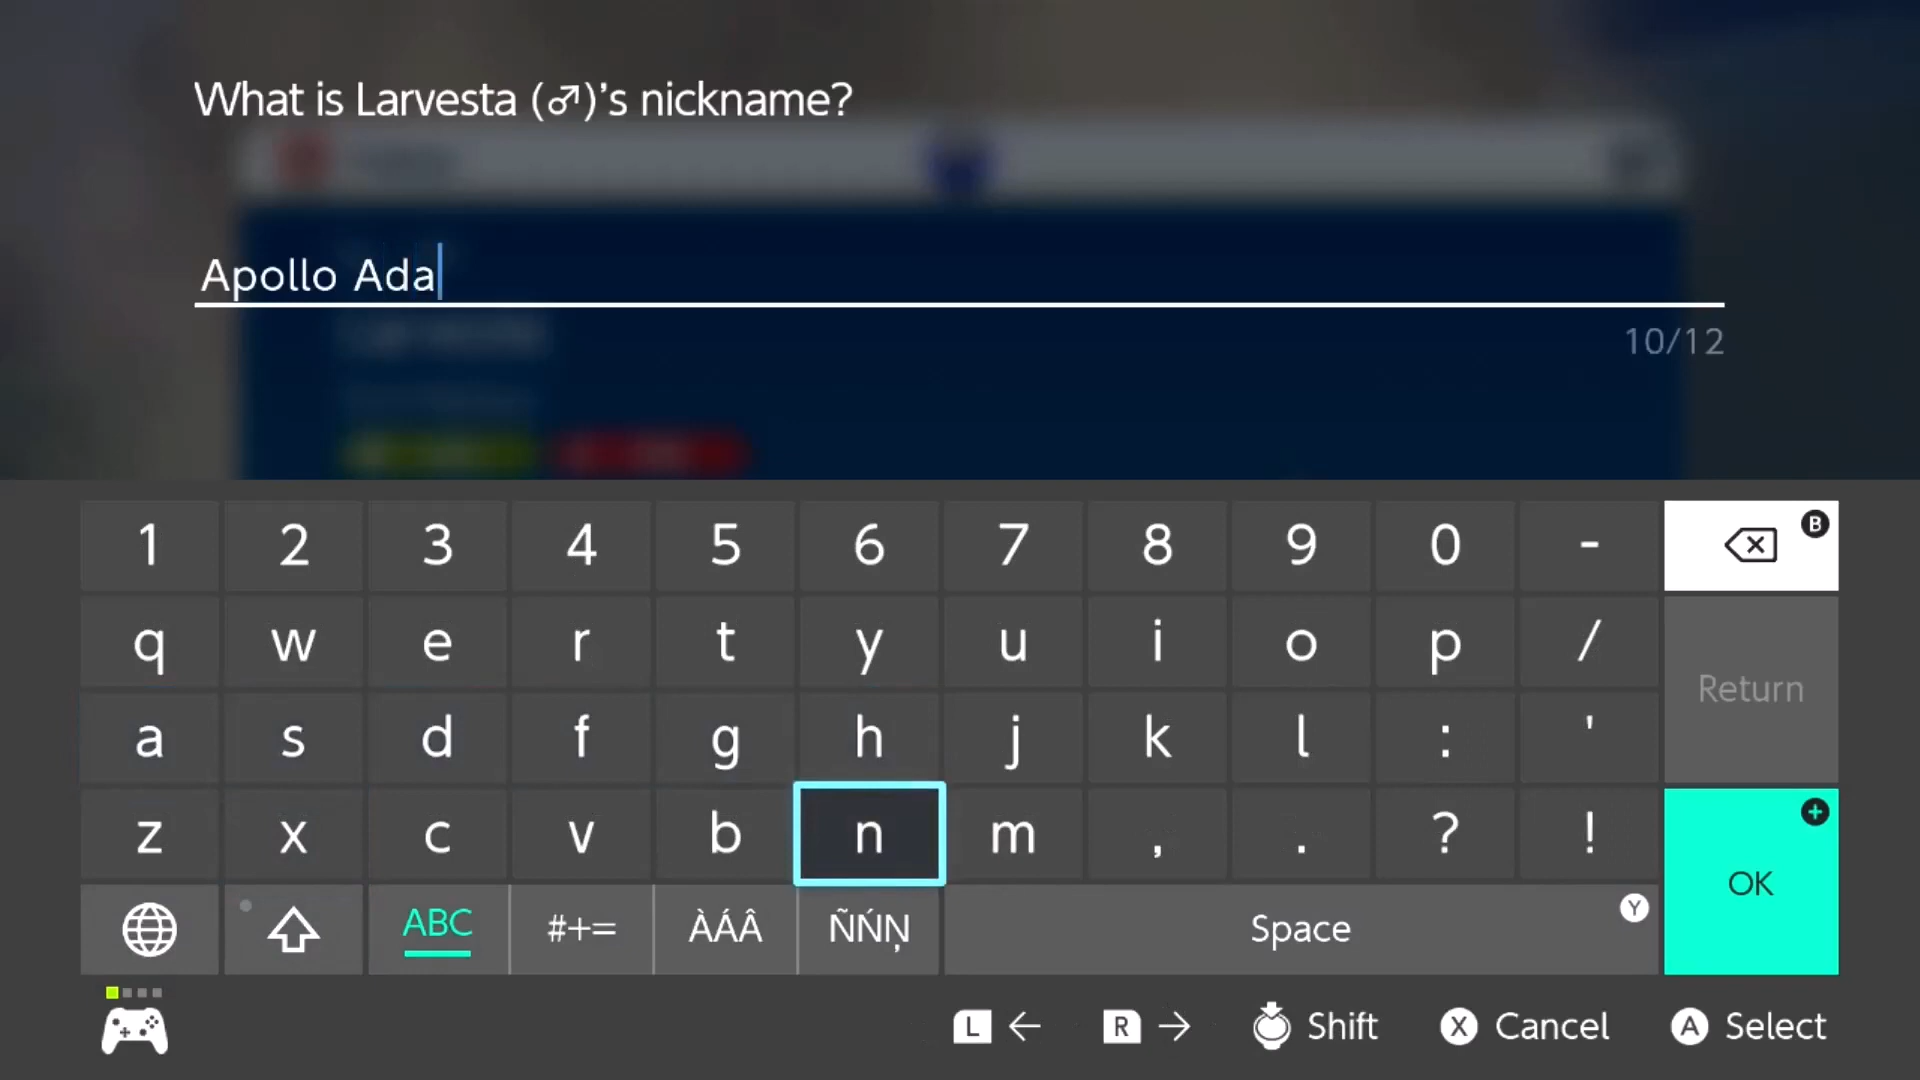 What is Larvesta (♂)'s nickname?
Apollo Ada
10/12
1 2 3 4 5 6 7 8 9 0 - B
q w e r t y u i o p /
Return
a s d f g h j k l : '
z x c v b n m , . ? ! +
OK
ABC #+= ÀÁÂ ÑŃŅ Space Y
L ← R → Shift X Cancel A Select